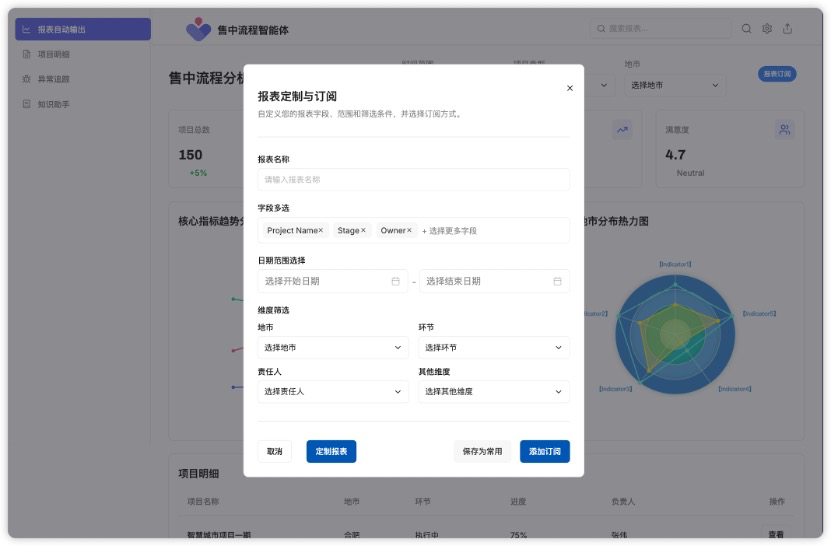 报表自动输出
项目明细
异常追踪
知识助手
售中流程智能体
搜索报表...
售中流程分析
地市
选择地市
报表订阅
项目总数
150
+5%
满意度
4.7
Neutral
核心指标趋势分
市分布热力图
[Indicator1]
[Indicator5]
[Indicator3]
[Indicator4]
报表定制与订阅
自定义您的报表字段、范围和筛选条件，并选择订阅方式。
报表名称
请输入报表名称
字段多选
Project Name× Stage× Owner× + 选择更多字段
日期范围选择
选择开始日期 - 选择结束日期
维度筛选
地市 环节
选择地市 选择环节
责任人 其他维度
选择责任人 选择其他维度
取消 定制报表 保存为常用 添加订阅
项目明细
项目名称 地市 环节 进度 负责人 操作
智慧城市项目一期 合肥 执行中 75% 张伟 查看